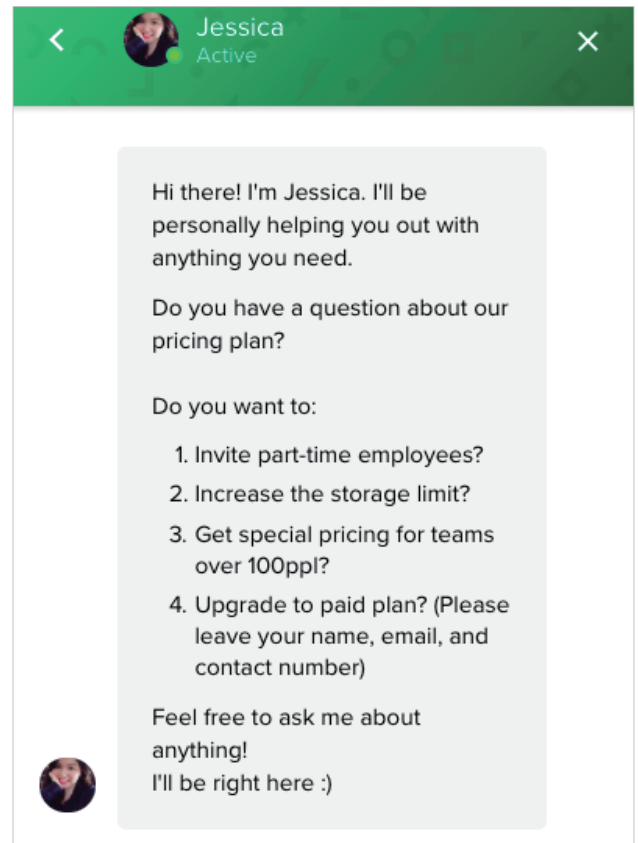 Jessica
Active
Hi there! I'm Jessica. I'll be
personally helping you out with
anything you need.
Do you have a question about our
pricing plan?
Do you want to:
1. Invite part-time employees?
2. Increase the storage limit?
3. Get special pricing for teams
over 100ppl?
4. Upgrade to paid plan? (Please
leave your name, email, and
contact number)
Feel free to ask me about
anything!
I'll be right here :)